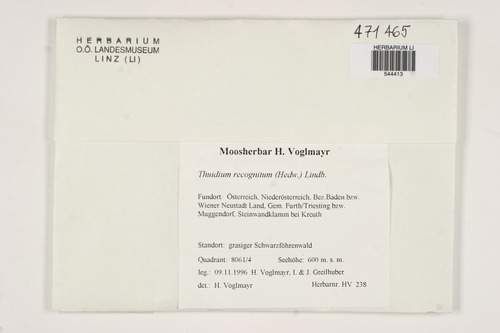 HERBARIUM
O.Ö. LANDESMUSEUM
LINZ (LI)
471465
HERBARIUM LI
544413
Moosherbar H. Voglmayr
Thuidium recognitum (Hedw.) Lindb.
Fundort: Österreich, Niederösterreich, Bez.Baden bzw.
Wiener Neustadt Land, Gem. Furth/Triesting bzw.
Muggendorf, Steinwandklamm bei Kreuth
Standort: grasiger Schwarzföhrenwald
Quadrant: 8061/4 Seehöhe: 600 m. s. m.
leg.: 09.11.1996 H. Voglmayr, I. & J. Greilhuber
det.: H. Voglmayr Herbarnr. HV 238